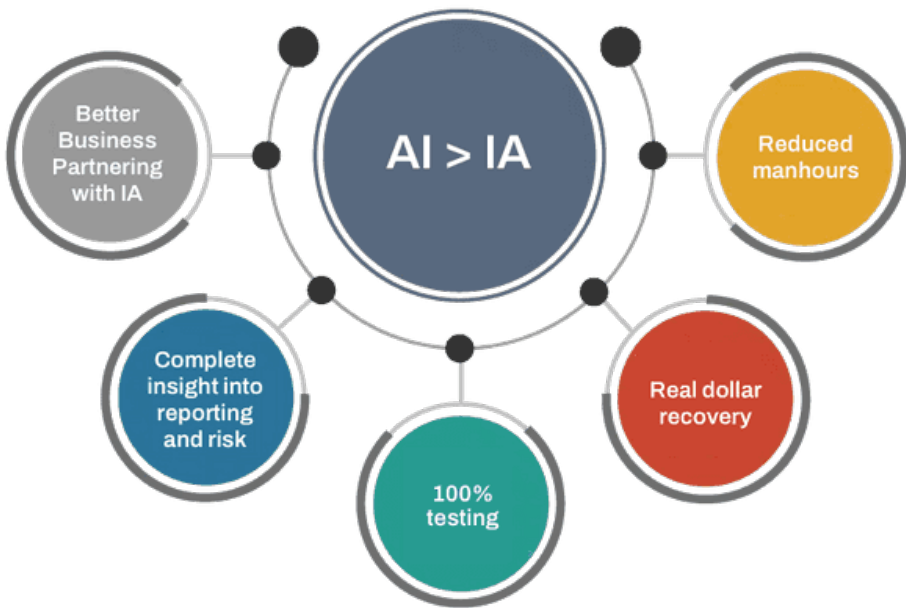 AI > IA
Better
Business
Partnering
with IA
Complete
insight into
reporting
and risk
100%
testing
Real dollar
recovery
Reduced
manhours